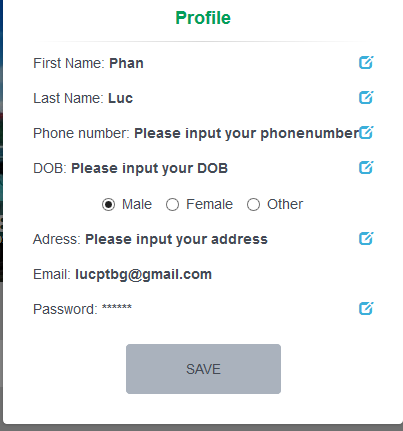 Profile
First Name: Phan
Last Name: Luc
Phone number: Please input your phonenumber
DOB: Please input your DOB
Male Female Other
Adress: Please input your address
Email: lucptbg@gmail.com
Password: ******
SAVE